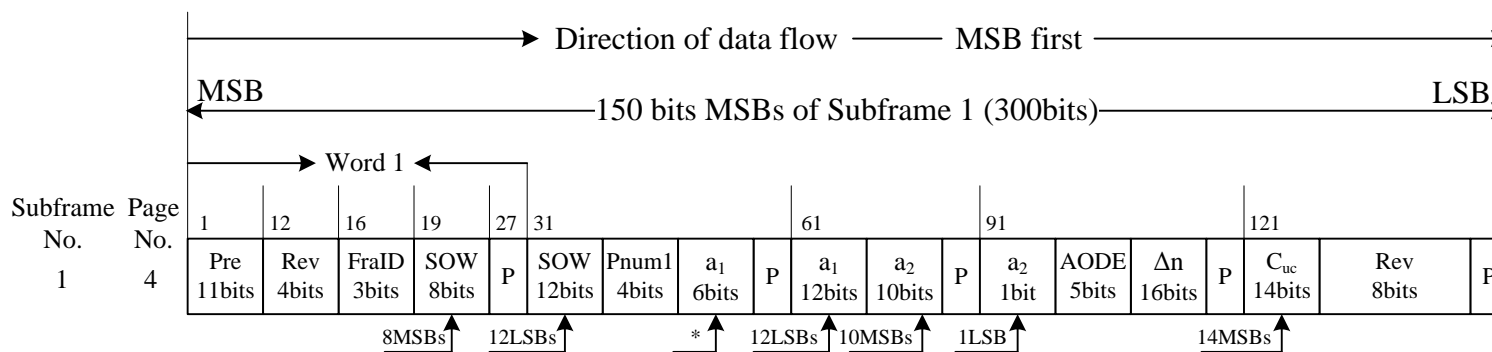 Direction of data flow MSB first
MSB LSB
150 bits MSBs of Subframe 1 (300bits)
Word 1
Subframe No. 1
Page No. 4
1 12 16 19 27 31 61 91 121
Pre 11bits
Rev 4bits
FraID 3bits
SOW 8bits
P
SOW 12bits
Pnum1 4bits
a₁ 6bits
P
a₁ 12bits
a₂ 10bits
P
a₂ 1bit
AODE 5bits
Δn 16bits
P
Cuc 14bits
Rev 8bits
P
8MSBs 12LSBs * 12LSBs 10MSBs 1LSB 14MSBs